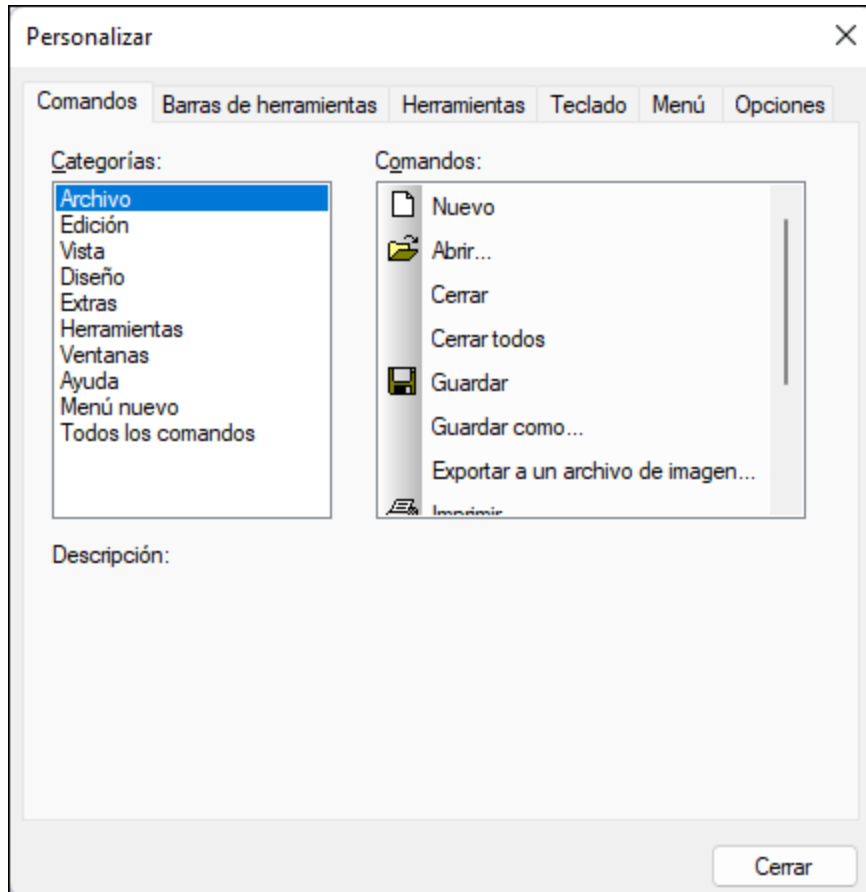 Personalizar
Comandos Barras de herramientas Herramientas Teclado Menú Opciones
Categorías:
Archivo
Edición
Vista
Diseño
Extras
Herramientas
Ventanas
Ayuda
Menú nuevo
Todos los comandos
Comandos:
Nuevo
Abrir...
Cerrar
Cerrar todos
Guardar
Guardar como...
Exportar a un archivo de imagen...
Imprimir
Descripción:
Cerrar